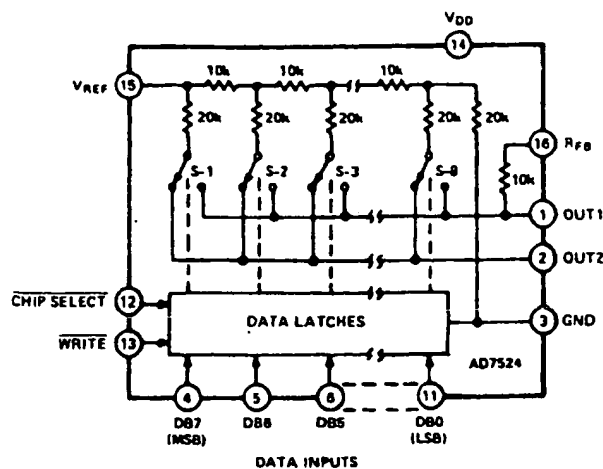 VDD
14
10k 10k 10k
VREF 15
20k 20k 20k 20k 20k
16 RFB
S-1 S-2 S-3 S-8
10k
1 OUT1
2 OUT2
CHIP SELECT 12
DATA LATCHES
3 GND
WRITE 13
AD7524
4 5 6 11
DB7 DB6 DB5 DB0
(MSB) (LSB)
DATA INPUTS